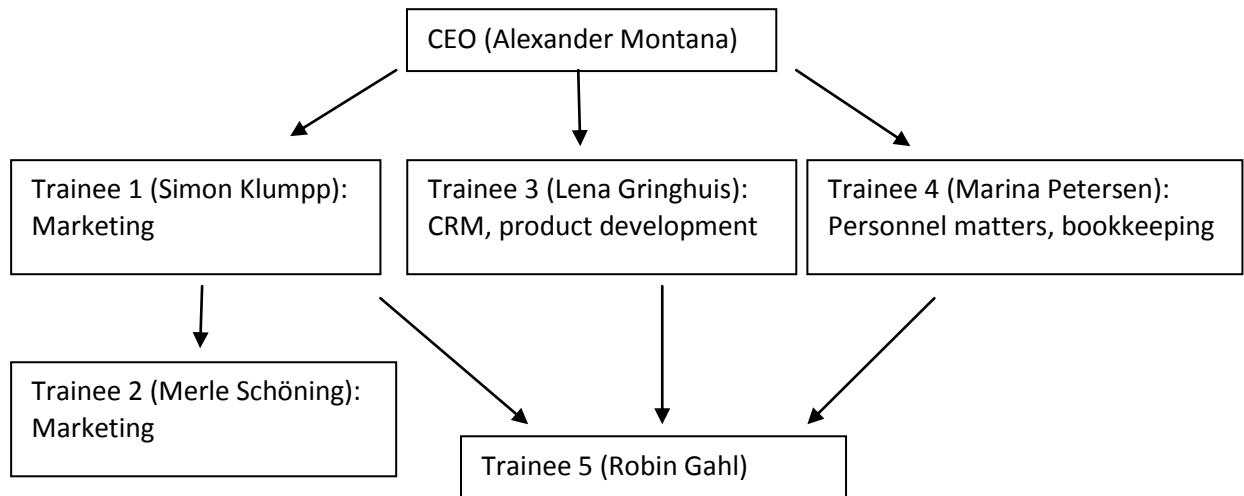 CEO (Alexander Montana)
Trainee 1 (Simon Klumpp):
Marketing
Trainee 3 (Lena Gringhuis):
CRM, product development
Trainee 4 (Marina Petersen):
Personnel matters, bookkeeping
Trainee 2 (Merle Schöning):
Marketing
Trainee 5 (Robin Gahl)